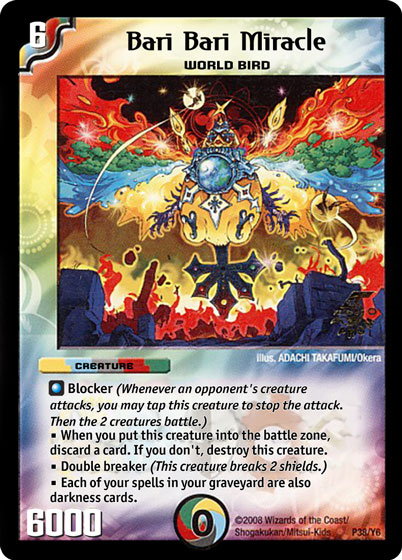 6
Bari Bari Miracle
WORLD BIRD
illus. ADACHI TAKAFUMI/Okera
CREATURE
Blocker (Whenever an opponent's creature
attacks, you may tap this creature to stop the attack.
Then the 2 creatures battle.)
▪ When you put this creature into the battle zone,
discard a card. If you don't, destroy this creature.
▪ Double breaker (This creature breaks 2 shields.)
▪ Each of your spells in your graveyard are also
darkness cards.
6000
0
©2008 Wizards of the Coast/
Shogakukan/Mitsui-Kids
P38/Y6